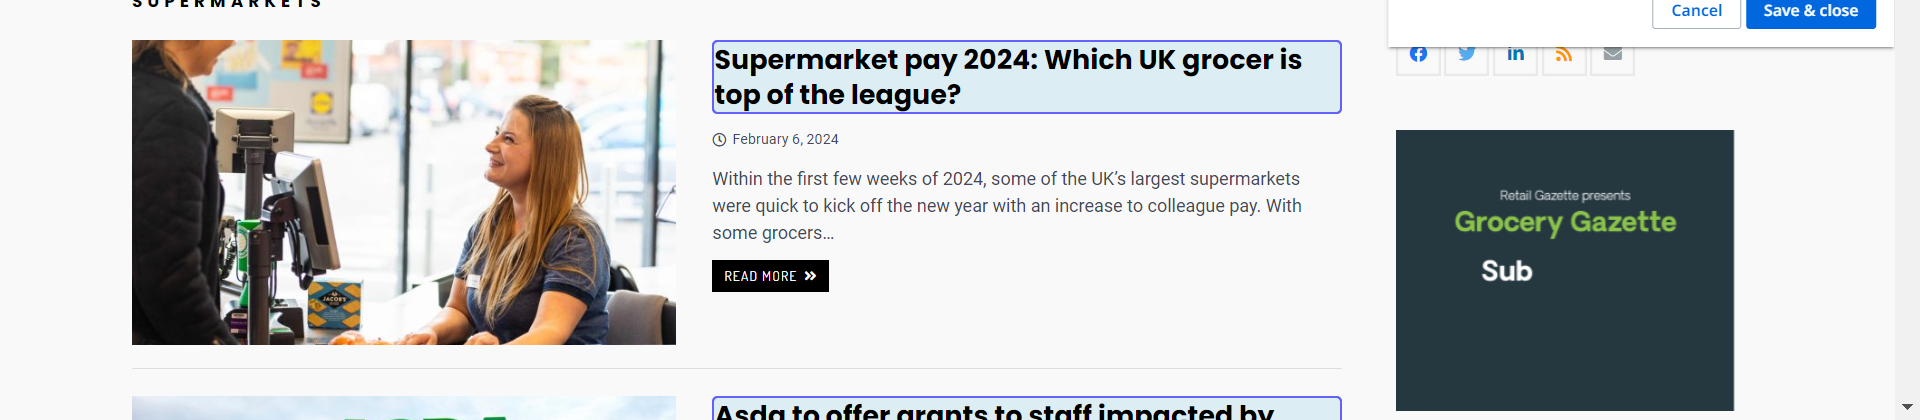 SUPERMARKETS
Supermarket pay 2024: Which UK grocer is
top of the league?
February 6, 2024
Within the first few weeks of 2024, some of the UK’s largest supermarkets
were quick to kick off the new year with an increase to colleague pay. With
some grocers…
READ MORE
JACOB'S
Asda to offer grants to staff impacted by
ASDA
Cancel
Save & close
Retail Gazette presents
Grocery Gazette
Sub